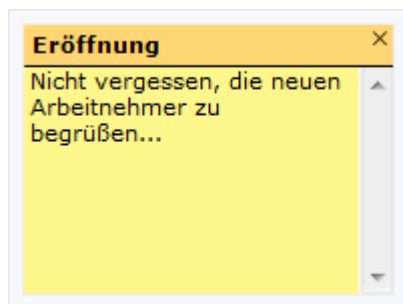 Eröffnung
Nicht vergessen, die neuen
Arbeitnehmer zu
begrüßen...